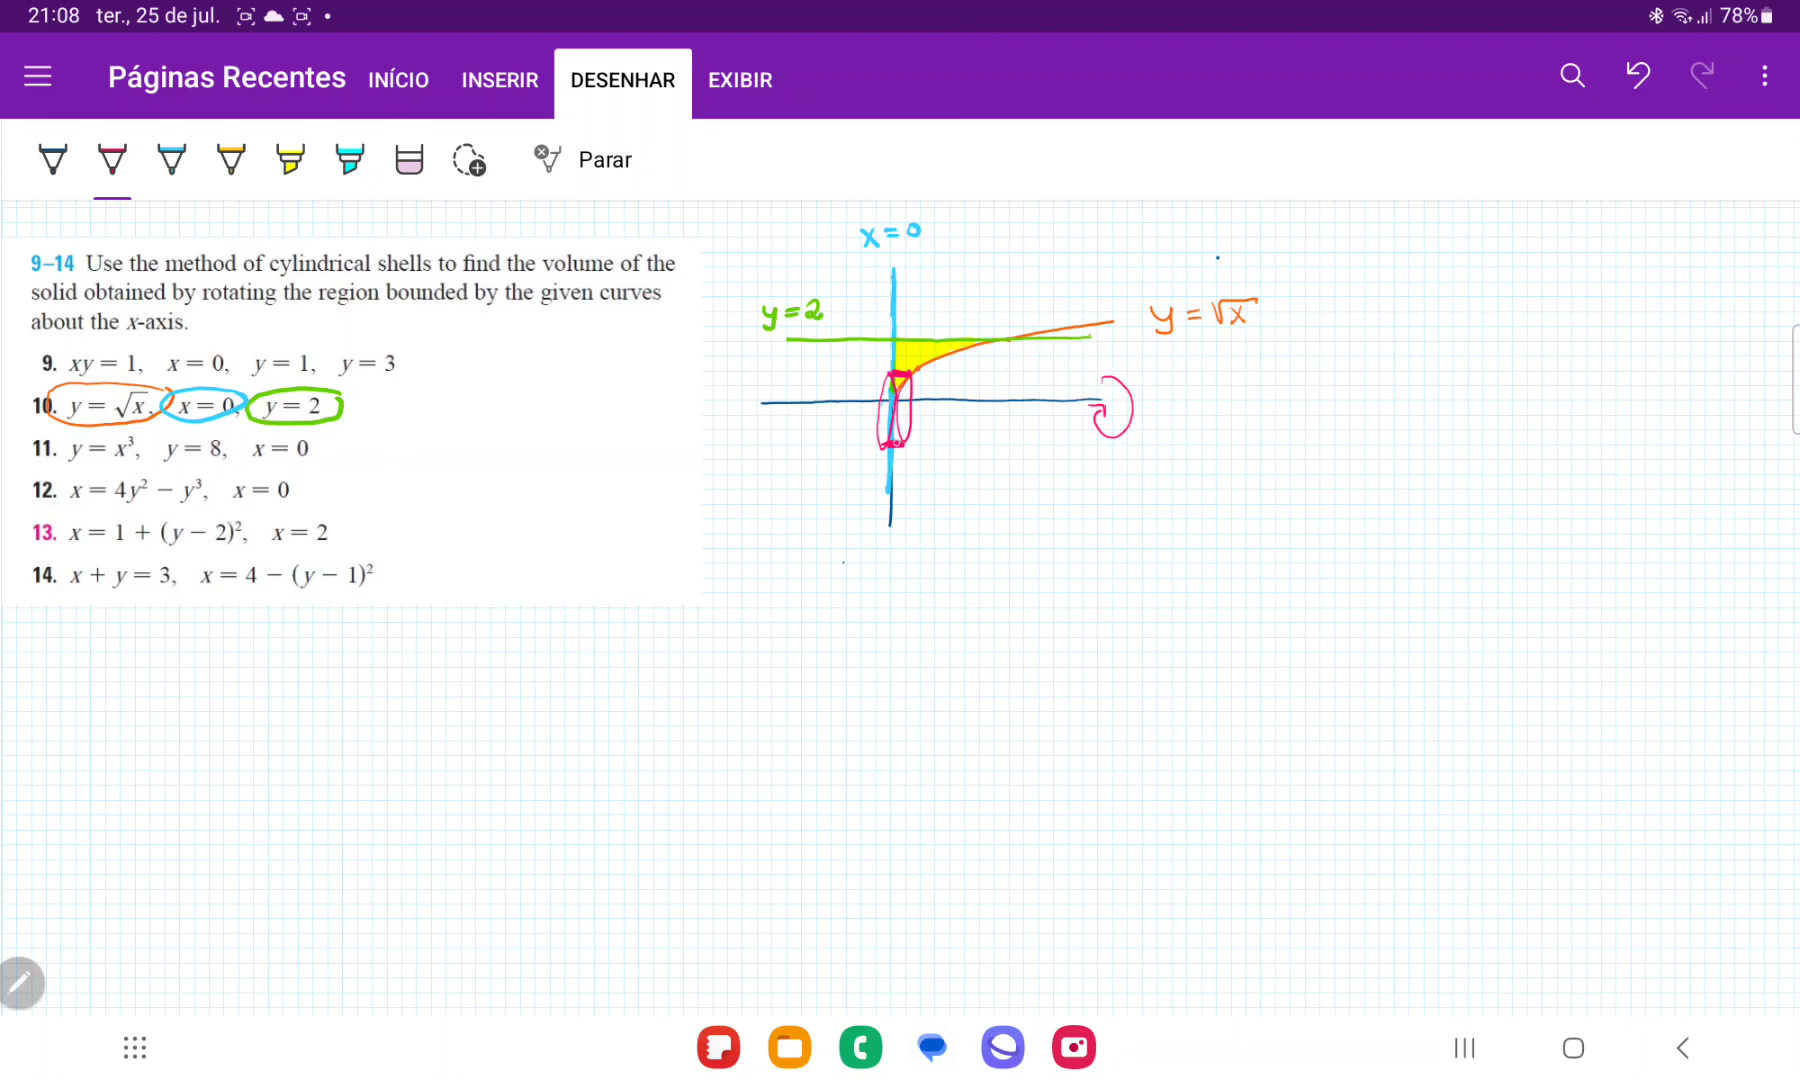 21:08 ter., 25 de jul.
78%
Páginas Recentes INÍCIO INSERIR DESENHAR EXIBIR
Parar
9–14 Use the method of cylindrical shells to find the volume of the
solid obtained by rotating the region bounded by the given curves
about the x-axis.
9. xy = 1, x = 0, y = 1, y = 3
10. y = √x, x = 0, y = 2
11. y = x³, y = 8, x = 0
12. x = 4y² − y³, x = 0
13. x = 1 + (y − 2)², x = 2
14. x + y = 3, x = 4 − (y − 1)²
x = 0
y = 2
y = √x